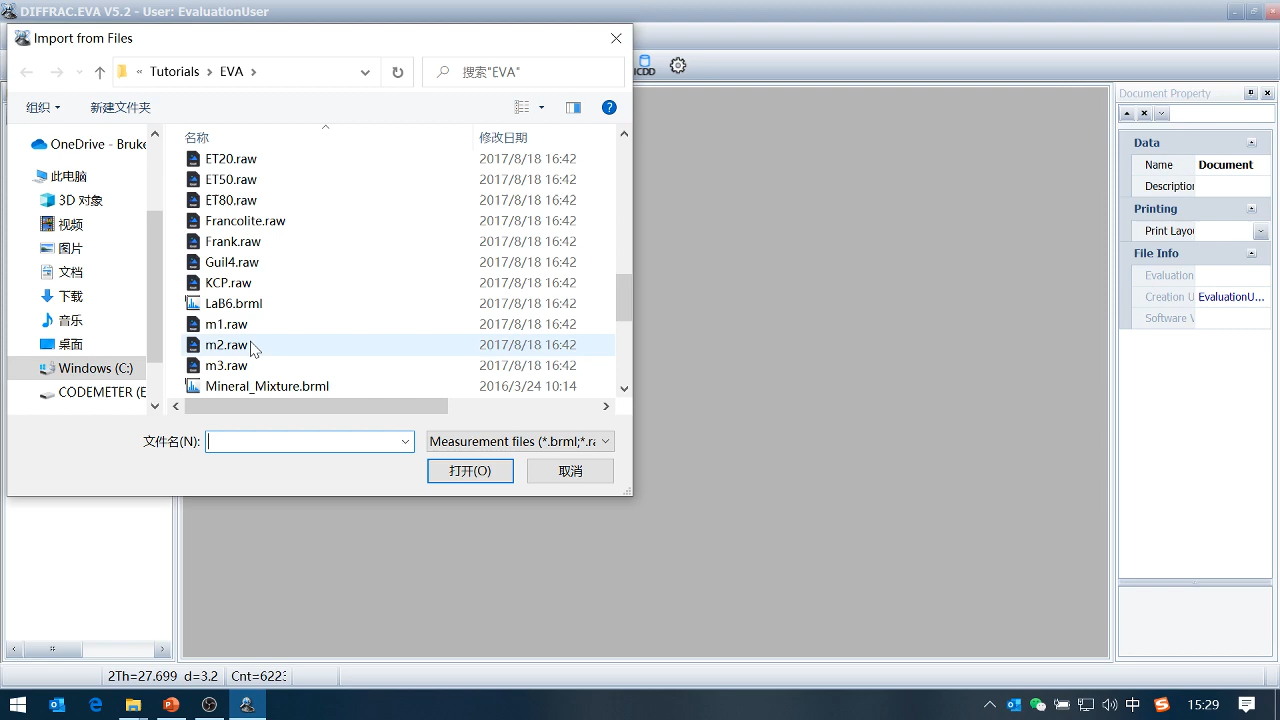 DIFFRAC.EVA V5.2 - User: EvaluationUser
Import from Files
« Tutorials › EVA ›
搜索"EVA"
ICDD
组织
新建文件夹
名称
修改日期
OneDrive - Bruke
此电脑
3D 对象
视频
图片
文档
下载
音乐
桌面
Windows (C:)
CODEMETER (E
ET20.raw 2017/8/18 16:42
ET50.raw 2017/8/18 16:42
ET80.raw 2017/8/18 16:42
Francolite.raw 2017/8/18 16:42
Frank.raw 2017/8/18 16:42
Guil4.raw 2017/8/18 16:42
KCP.raw 2017/8/18 16:42
LaB6.brml 2017/8/18 16:42
m1.raw 2017/8/18 16:42
m2.raw 2017/8/18 16:42
m3.raw 2017/8/18 16:42
Mineral_Mixture.brml 2016/3/24 10:14
文件名(N):
Measurement files (*.brml;*.ra
打开(O)
取消
Document Property
Data
Name Document
Description
Printing
Print Layou
File Info
Evaluation
Creation U EvaluationU...
Software V
2Th=27.699 d=3.2 Cnt=622
中
15:29